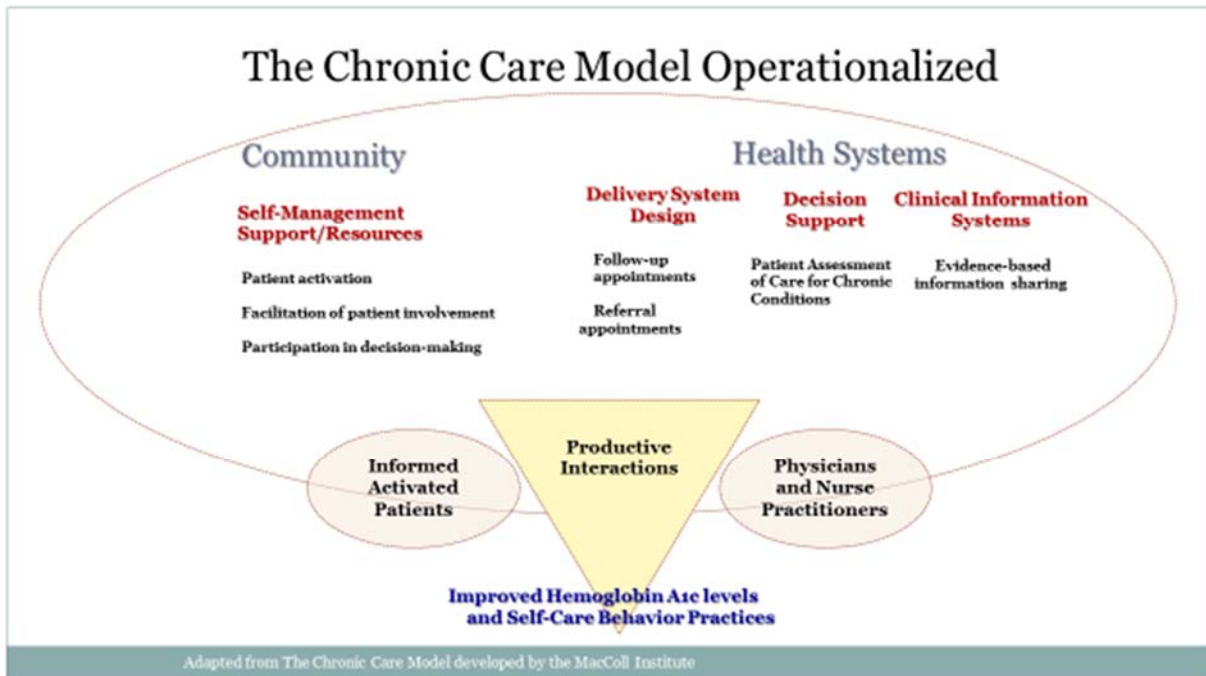 The Chronic Care Model Operationalized
Community
Self-Management
Support/Resources
Patient activation
Facilitation of patient involvement
Participation in decision-making
Health Systems
Delivery System
Design
Follow-up
appointments
Referral
appointments
Decision
Support
Patient Assessment
of Care for Chronic
Conditions
Clinical Information
Systems
Evidence-based
information sharing
Informed
Activated
Patients
Productive
Interactions
Physicians
and Nurse
Practitioners
Improved Hemoglobin A1c levels
and Self-Care Behavior Practices
Adapted from The Chronic Care Model developed by the MacColl Institute